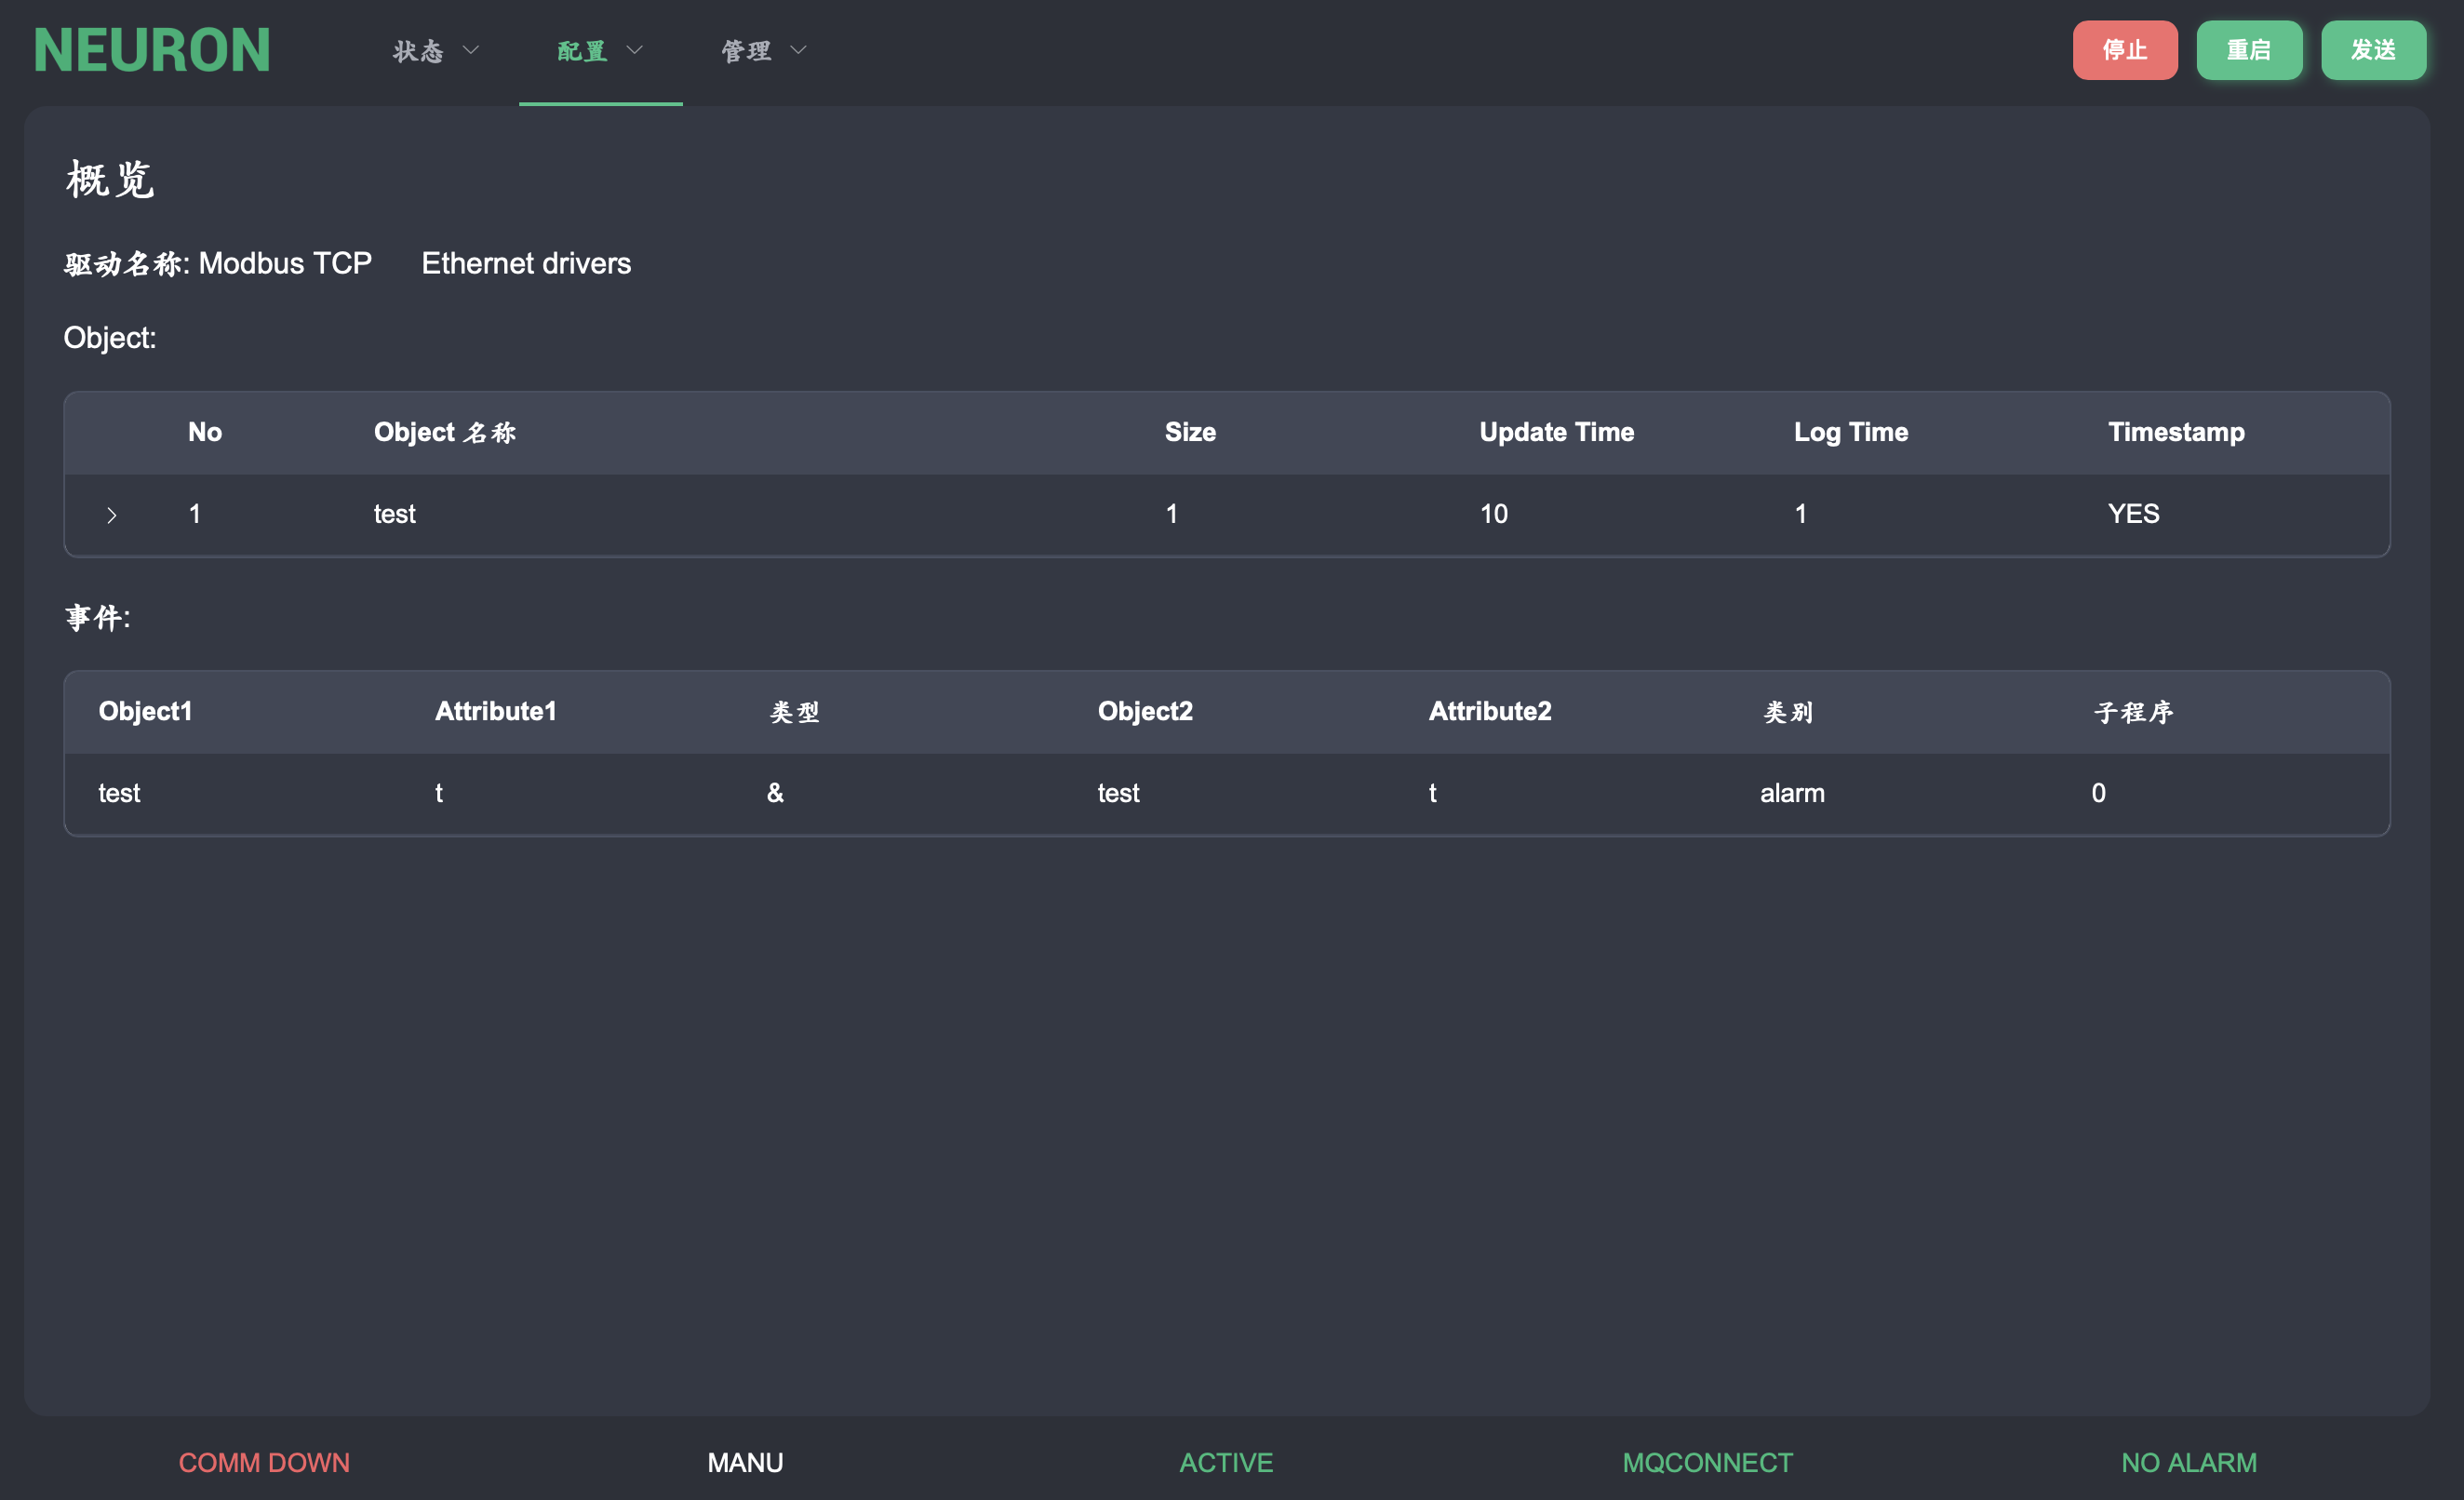 NEURON 状态 配置 管理 停止 重启 发送
概览
驱动名称: Modbus TCP Ethernet drivers
Object:
No Object 名称 Size Update Time Log Time Timestamp
1 test 1 10 1 YES
事件:
Object1 Attribute1 类型 Object2 Attribute2 类别 子程序
test t & test t alarm 0
COMM DOWN MANU ACTIVE MQCONNECT NO ALARM